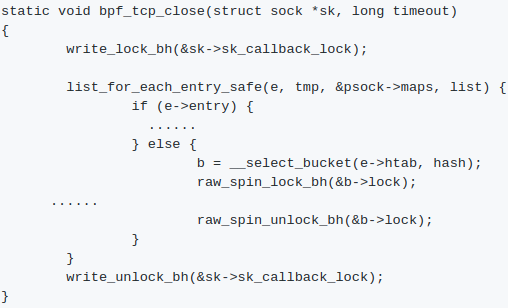 static void bpf_tcp_close(struct sock *sk, long timeout)
{
        write_lock_bh(&sk->sk_callback_lock);

        list_for_each_entry_safe(e, tmp, &psock->maps, list) {
                if (e->entry) {
                  ......
                } else {
                        b = __select_bucket(e->htab, hash);
                        raw_spin_lock_bh(&b->lock);
      ......
                        raw_spin_unlock_bh(&b->lock);
                }
        }
        write_unlock_bh(&sk->sk_callback_lock);
}